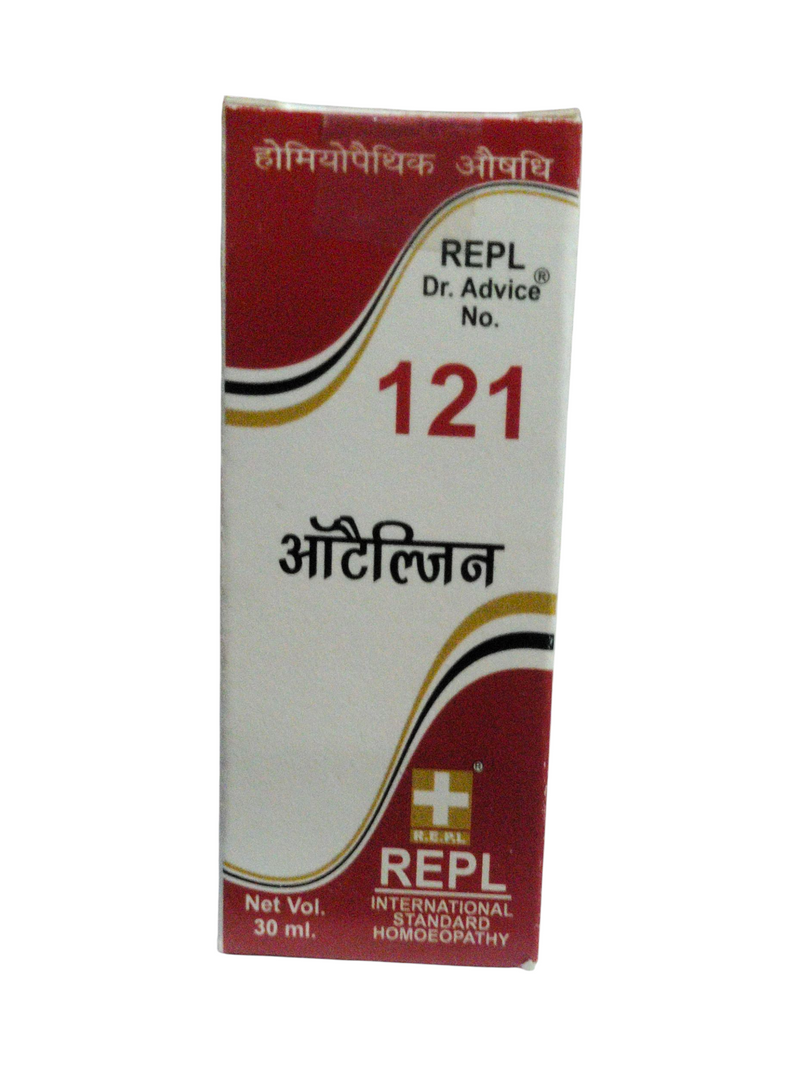 होमियोपैथिक औषधि
REPL
Dr. Advice®
No.
121
ऑटैल्जिन
®
R.E.P.L
REPL
INTERNATIONAL
STANDARD
HOMOEOPATHY
Net Vol.
30 ml.